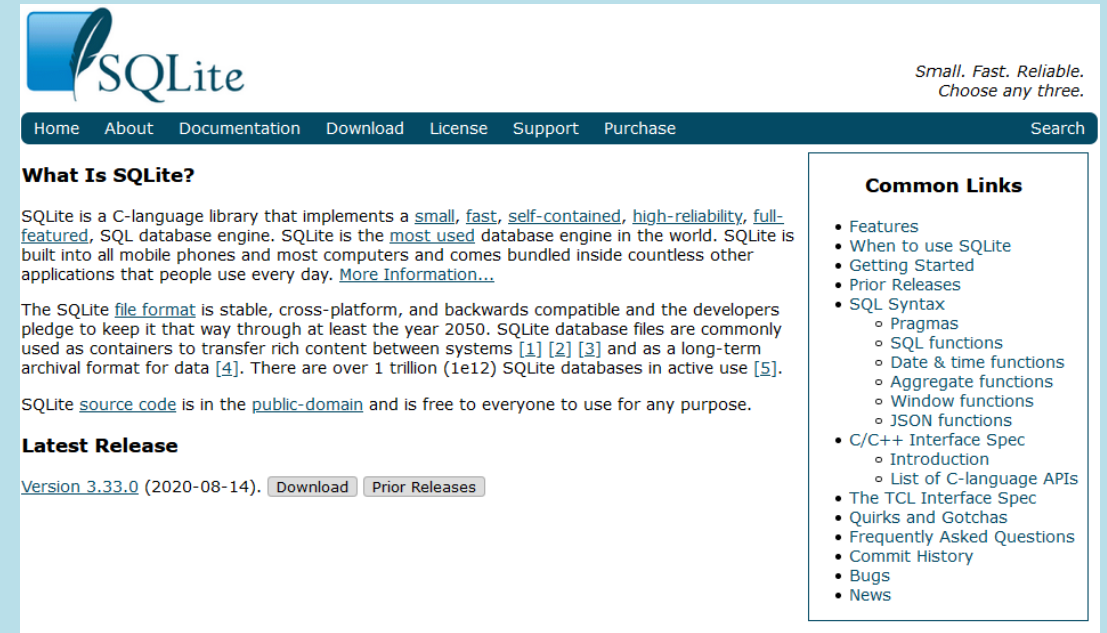 SQLite
Small. Fast. Reliable.
Choose any three.
Home About Documentation Download License Support Purchase Search
What Is SQLite?
SQLite is a C-language library that implements a small, fast, self-contained, high-reliability, full-
featured, SQL database engine. SQLite is the most used database engine in the world. SQLite is
built into all mobile phones and most computers and comes bundled inside countless other
applications that people use every day. More Information...
The SQLite file format is stable, cross-platform, and backwards compatible and the developers
pledge to keep it that way through at least the year 2050. SQLite database files are commonly
used as containers to transfer rich content between systems [1] [2] [3] and as a long-term
archival format for data [4]. There are over 1 trillion (1e12) SQLite databases in active use [5].
SQLite source code is in the public-domain and is free to everyone to use for any purpose.
Latest Release
Version 3.33.0 (2020-08-14). Download Prior Releases
Common Links
• Features
• When to use SQLite
• Getting Started
• Prior Releases
• SQL Syntax
◦ Pragmas
◦ SQL functions
◦ Date & time functions
◦ Aggregate functions
◦ Window functions
◦ JSON functions
• C/C++ Interface Spec
◦ Introduction
◦ List of C-language APIs
• The TCL Interface Spec
• Quirks and Gotchas
• Frequently Asked Questions
• Commit History
• Bugs
• News